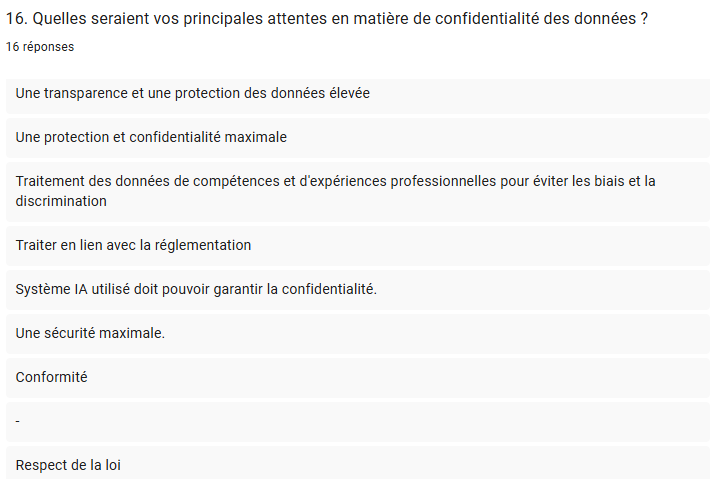 16. Quelles seraient vos principales attentes en matière de confidentialité des données ?
16 réponses
Une transparence et une protection des données élevée
Une protection et confidentialité maximale
Traitement des données de compétences et d'expériences professionnelles pour éviter les biais et la
discrimination
Traiter en lien avec la réglementation
Système IA utilisé doit pouvoir garantir la confidentialité.
Une sécurité maximale.
Conformité
-
Respect de la loi